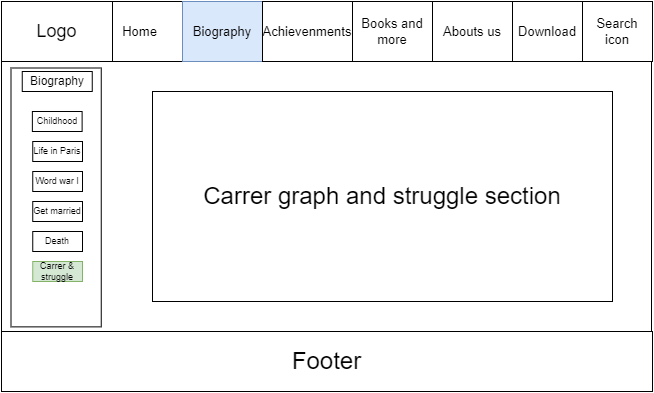 Logo
Home
Biography
Achievenments
Books and
more
Abouts us
Download
Search
icon
Biography
Childhood
Life in Paris
Word war I
Get married
Death
Carrer &
struggle
Carrer graph and struggle section
Footer